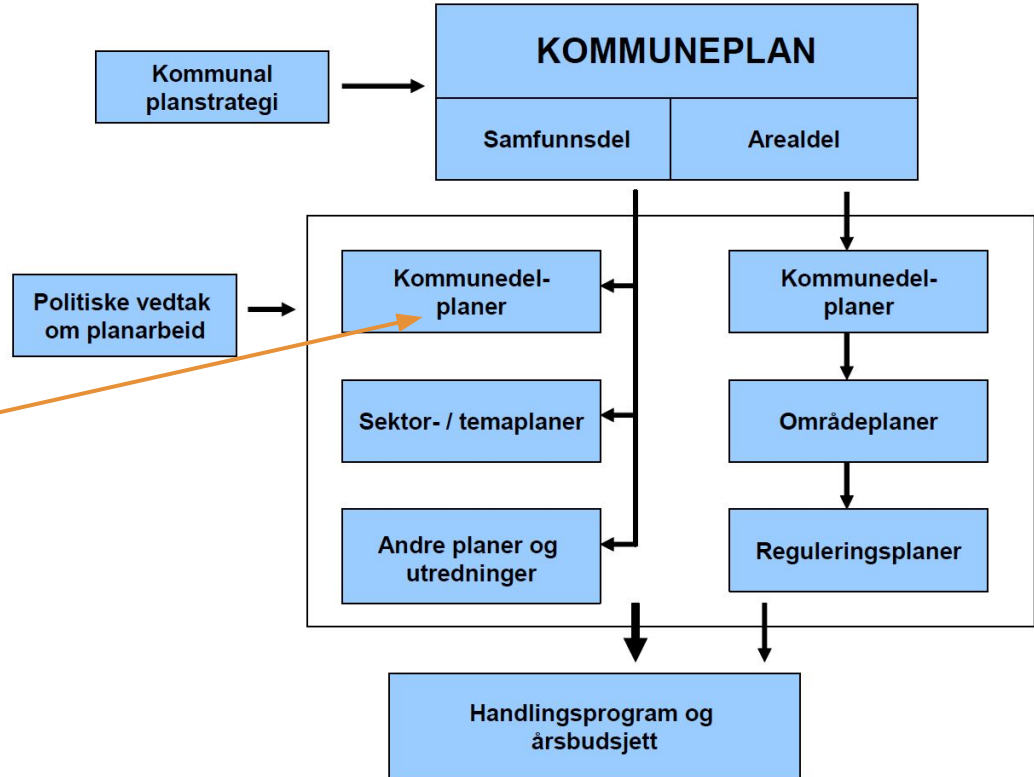 KOMMUNEPLAN
Kommunal
planstrategi
Samfunnsdel
Arealdel
Politiske vedtak
om planarbeid
Kommunedel-
planer
Kommunedel-
planer
Sektor- / temaplaner
Områdeplaner
Andre planer og
utredninger
Reguleringsplaner
Handlingsprogram og
årsbudsjett